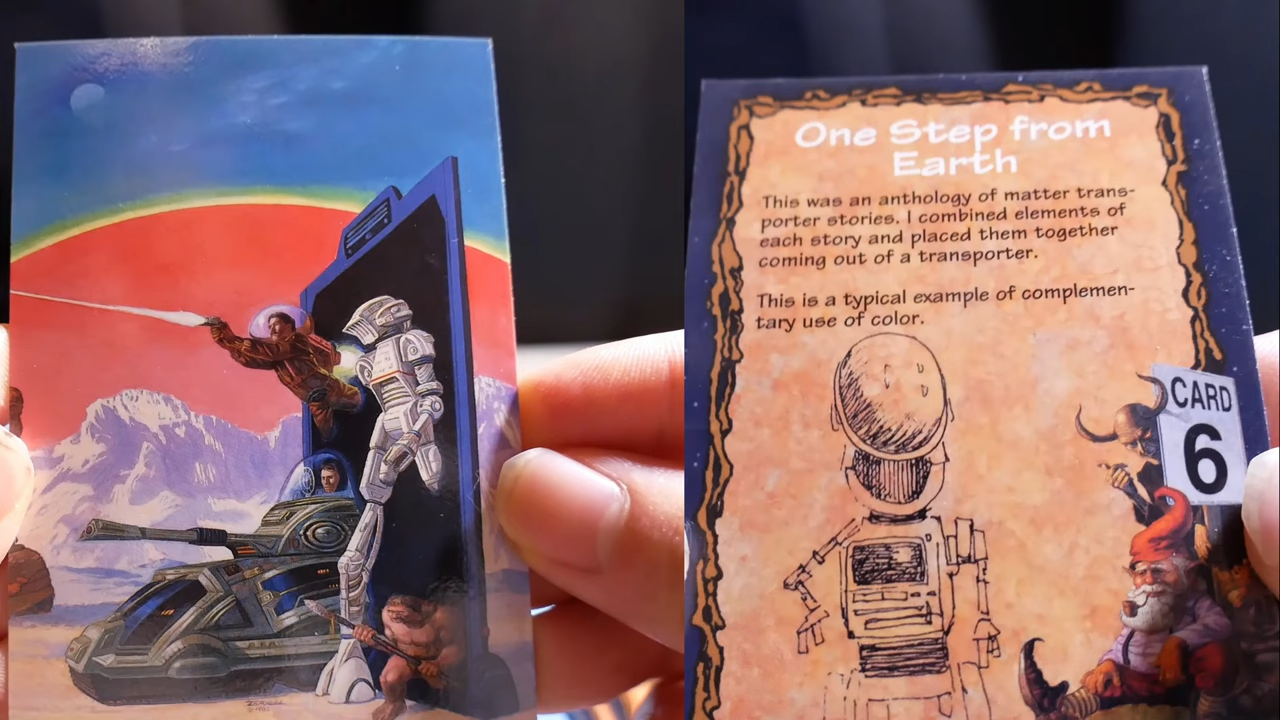 One Step from
Earth
This was an anthology of matter trans-
porter stories. I combined elements of
each story and placed them together
coming out of a transporter.
This is a typical example of complemen-
tary use of color.
CARD
6